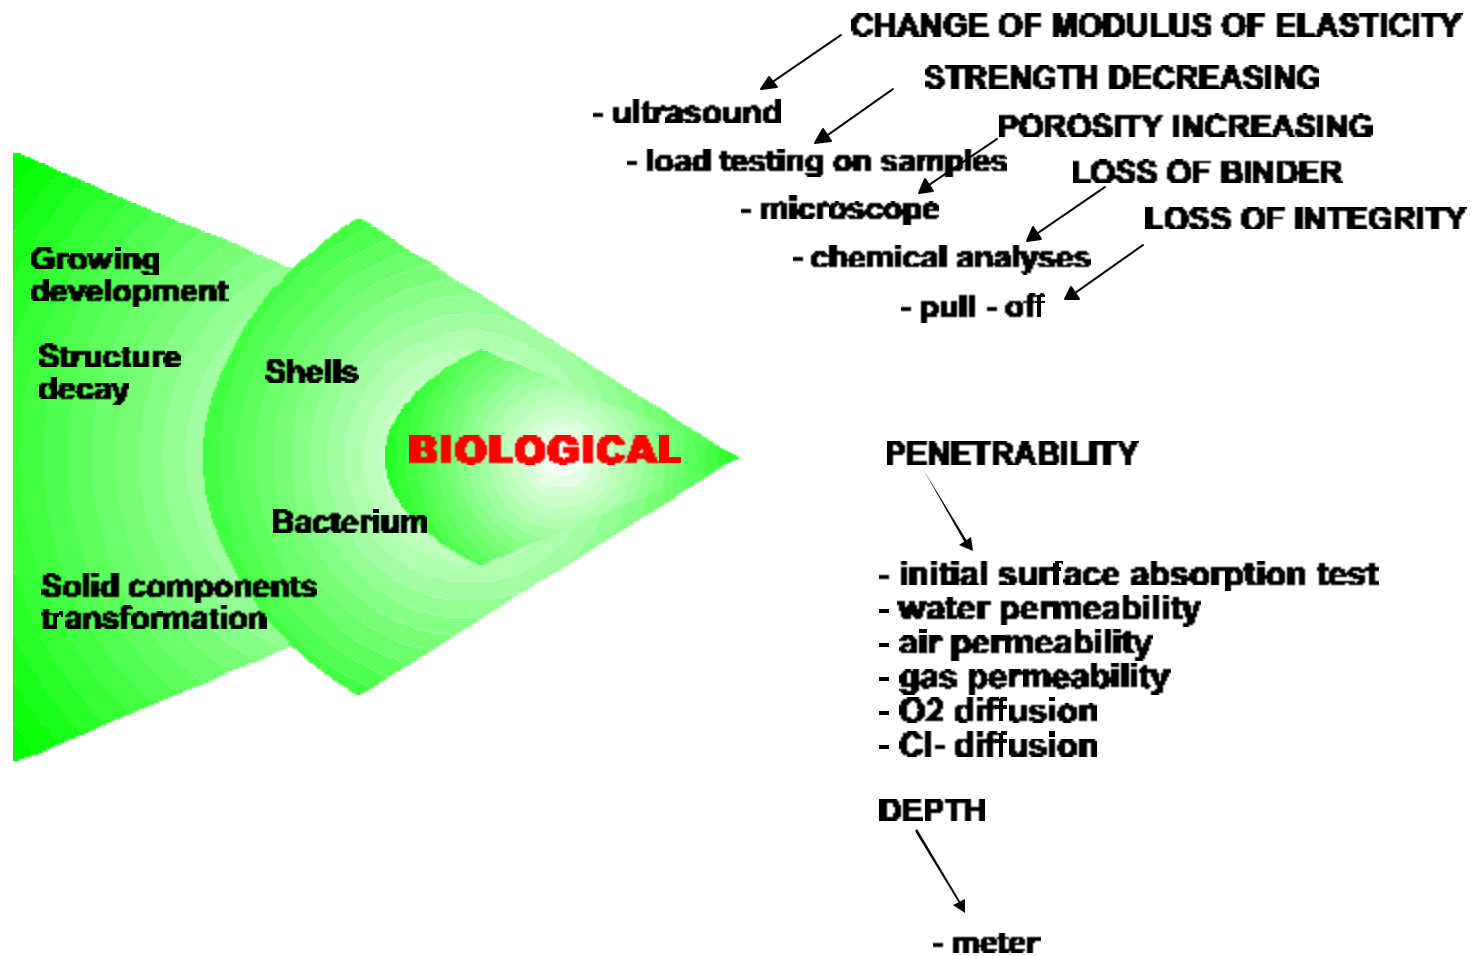 CHANGE OF MODULUS OF ELASTICITY
STRENGTH DECREASING
- ultrasound
POROSITY INCREASING
- load testing on samples
LOSS OF BINDER
- microscope
LOSS OF INTEGRITY
- chemical analyses
- pull - off
Growing
development
Structure
decay
Shells
BIOLOGICAL
Bacterium
Solid components
transformation
PENETRABILITY
- initial surface absorption test
- water permeability
- air permeability
- gas permeability
- O2 diffusion
- Cl- diffusion
DEPTH
- meter